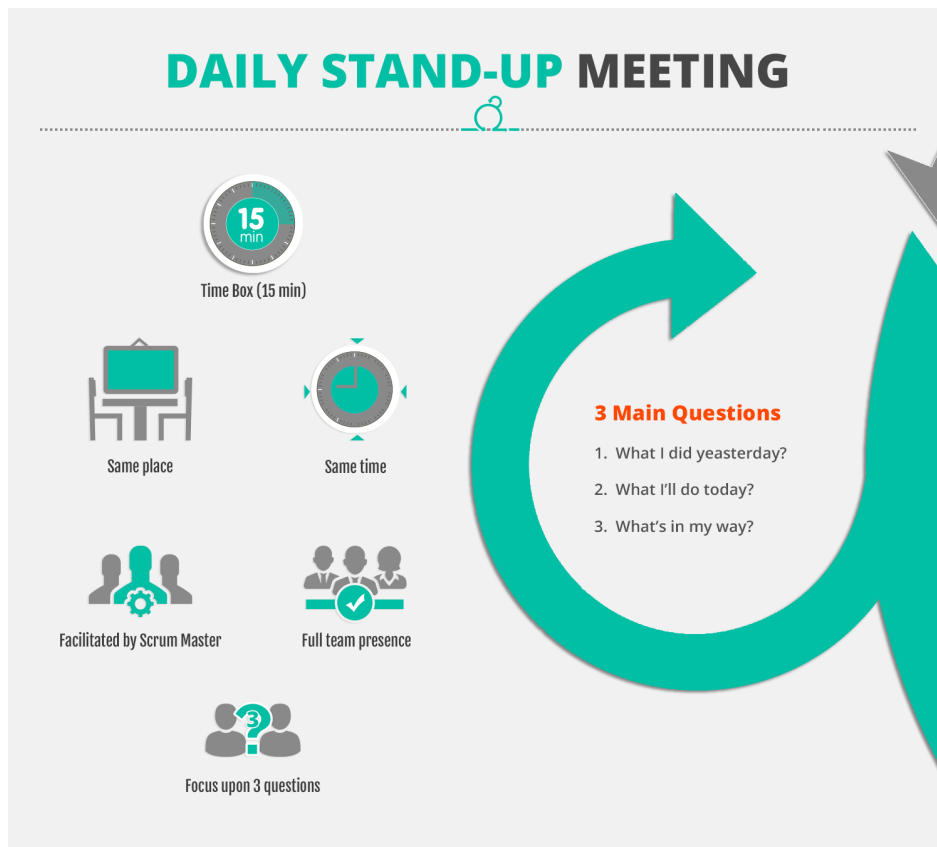 DAILY STAND-UP MEETING
15
min
Time Box (15 min)
Same place
Same time
Facilitated by Scrum Master
Full team presence
3
Focus upon 3 questions
3 Main Questions
1. What I did yeasterday?
2. What I’ll do today?
3. What’s in my way?